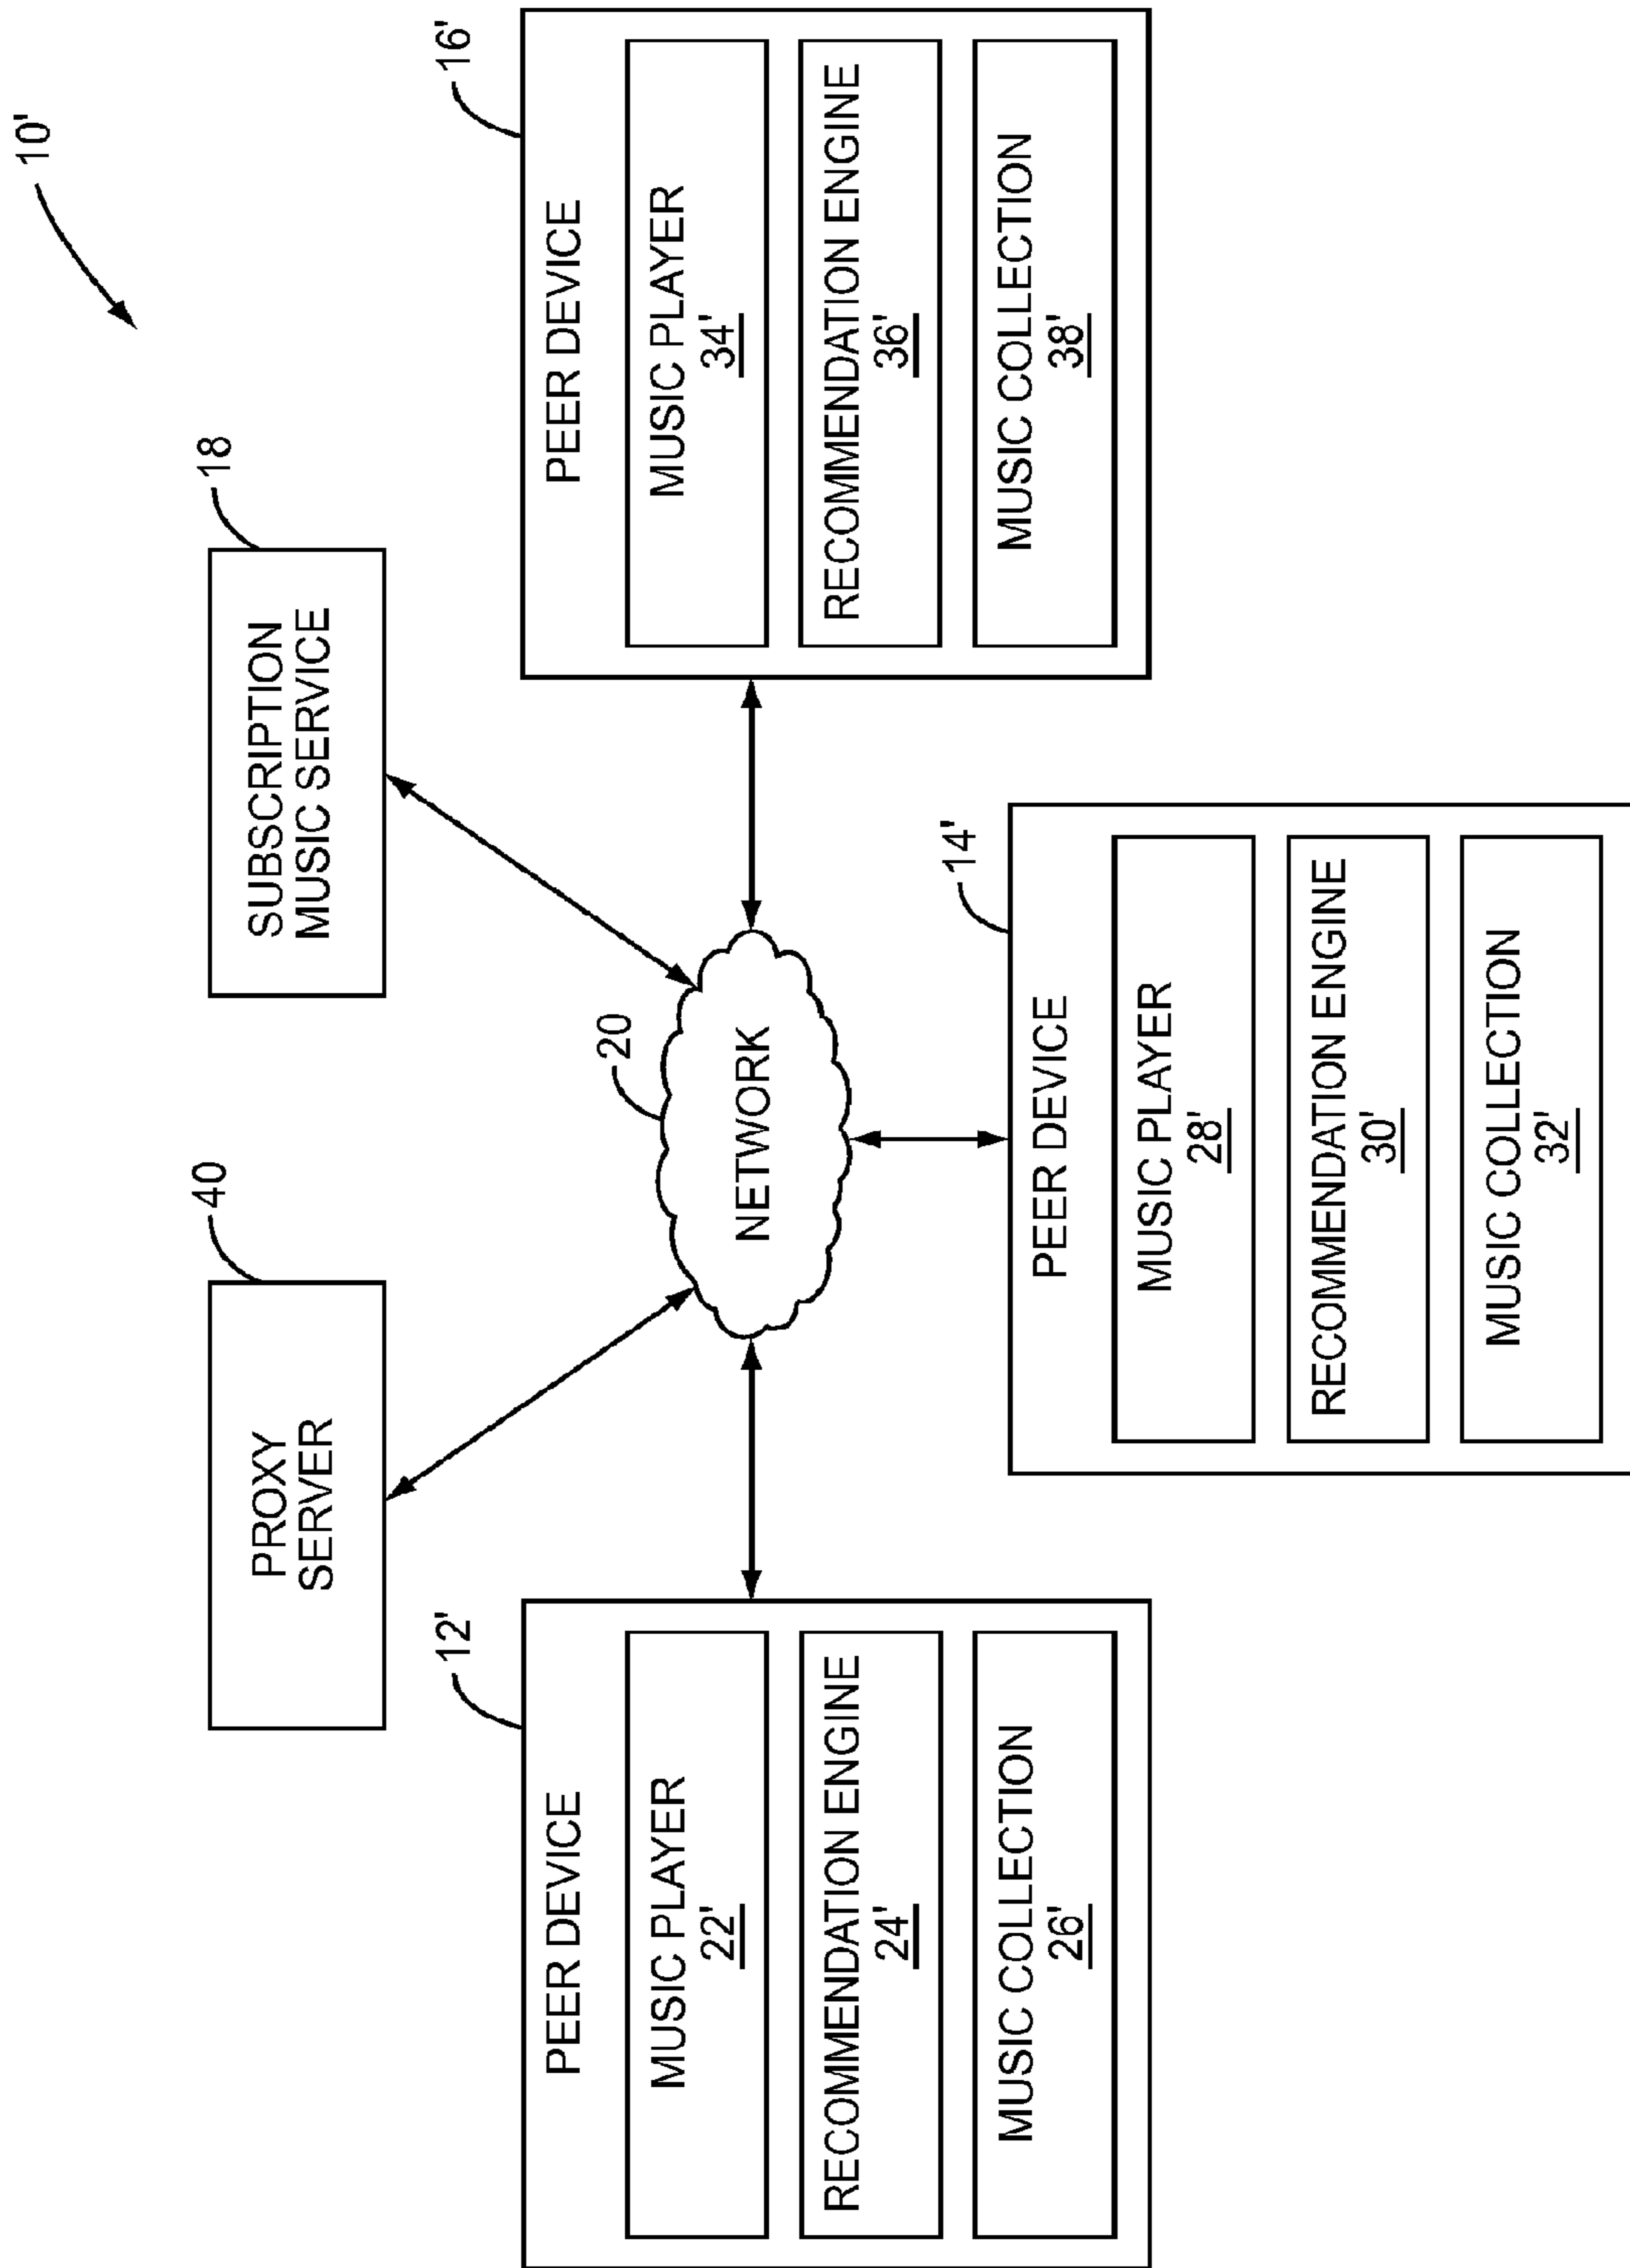 10'
PROXY
SERVER
40
SUBSCRIPTION
MUSIC SERVICE
18
NETWORK
20
PEER DEVICE
12'
MUSIC PLAYER
22'
RECOMMENDATION ENGINE
24'
MUSIC COLLECTION
26'
PEER DEVICE
14'
MUSIC PLAYER
28'
RECOMMENDATION ENGINE
30'
MUSIC COLLECTION
32'
PEER DEVICE
16'
MUSIC PLAYER
34'
RECOMMENDATION ENGINE
36'
MUSIC COLLECTION
38'